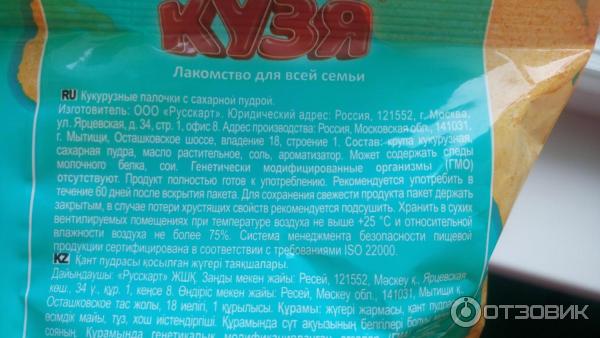 КУЗЯ
Лакомство для всей семьи
RU Кукурузные палочки с сахарной пудрой.
Изготовитель: ООО «Русскарт». Юридический адрес: Россия, 121552, г. Москва,
ул. Ярцевская, д. 34, стр. 1, офис 8. Адрес производства: Россия, Московская обл., 141031,
г. Мытищи, Осташковское шоссе, владение 18, строение 1. Состав: крупа кукурузная,
сахарная пудра, масло растительное, соль, ароматизатор. Может содержать следы
молочного белка, сои. Генетически модифицированные организмы (ГМО)
отсутствуют. Продукт полностью готов к употреблению. Рекомендуется употребить в
течение 60 дней после вскрытия пакета. Для сохранения свежести продукта пакет держать
закрытым, в случае потери хрустящих свойств рекомендуется подсушить. Хранить в сухих
вентилируемых помещениях при температуре воздуха не выше +25 °С и относительной
влажности воздуха не более 75%. Система менеджмента безопасности пищевой
продукции сертифицирована в соответствии с требованиями ISO 22000.
KZ Қант пудрасы қосылған жүгері таяқшалары.
Дайындаушы: «Русскарт» ЖШҚ. Заңды мекен жайы: Ресей, 121552, Мәскеу қ., Ярцевская
көш., 34 ү., құр. 1, кеңсе 8. Өндіріс мекен жайы: Ресей, Мәскеу обл., 141031, Мытищи қ.,
Осташковское тас жолы, 18 иелігі, 1 құрылысы. Құрамы: жүгері жармасы, қант пудрасы,
өсімдік майы, тұз, хош иістендіргіш. Құрамында сүт ақуызының белгілері
сояның. Құрамында генетикалық
ОТЗОВИК